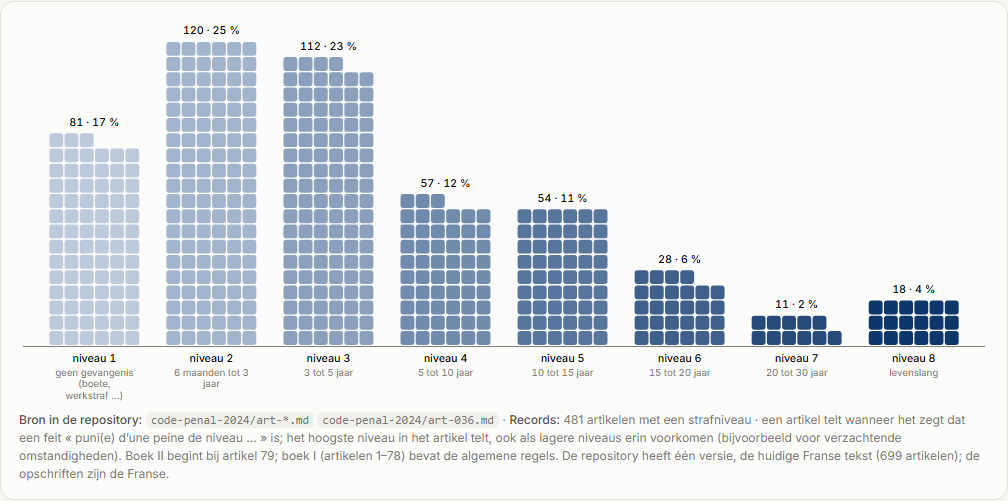 120 · 25 %
112 · 23 %
81 · 17 %
57 · 12 %
54 · 11 %
28 · 6 %
18 · 4 %
11 · 2 %
niveau 1
geen gevangenis
(boete,
werkstraf ...)
niveau 2
6 maanden tot 3
jaar
niveau 3
3 tot 5 jaar
niveau 4
5 tot 10 jaar
niveau 5
10 tot 15 jaar
niveau 6
15 tot 20 jaar
niveau 7
20 tot 30 jaar
niveau 8
levenslang
Bron in de repository: code-penal-2024/art-*.md code-penal-2024/art-036.md · Records: 481 artikelen met een strafniveau · een artikel telt wanneer het zegt dat
een feit « puni(e) d'une peine de niveau ... » is; het hoogste niveau in het artikel telt, ook als lagere niveaus erin voorkomen (bijvoorbeeld voor verzachtende
omstandigheden). Boek II begint bij artikel 79; boek I (artikelen 1–78) bevat de algemene regels. De repository heeft één versie, de huidige Franse tekst (699 artikelen); de
opschriften zijn de Franse.